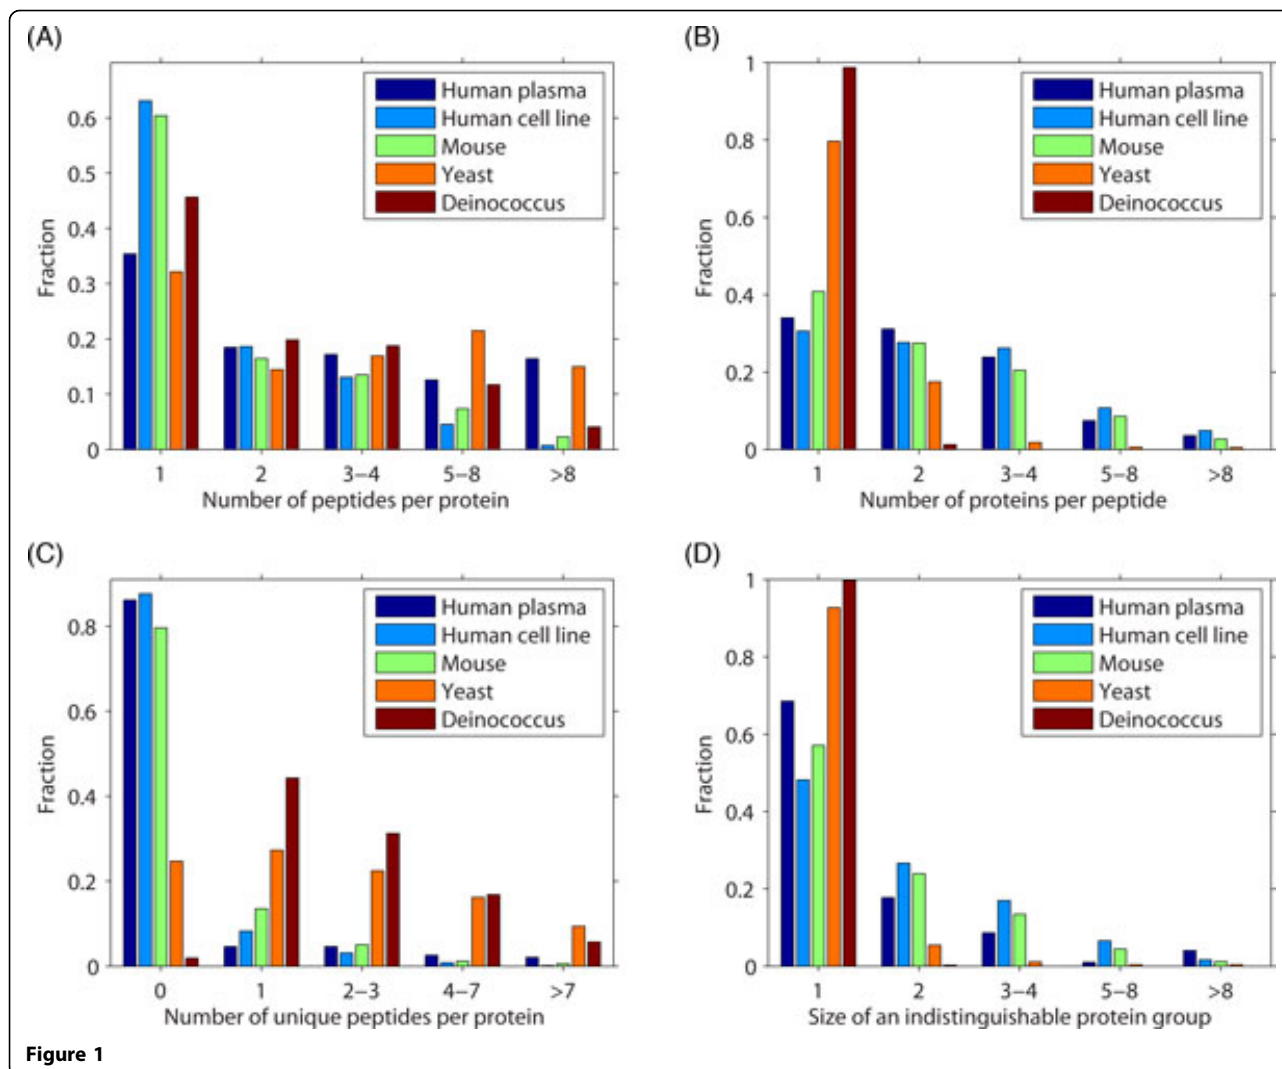 (A)
Fraction
0.6
0.5
0.4
0.3
0.2
0.1
0
Human plasma
Human cell line
Mouse
Yeast
Deinococcus
1 2 3–4 5–8 >8
Number of peptides per protein
(B)
Fraction
1
0.8
0.6
0.4
0.2
0
Human plasma
Human cell line
Mouse
Yeast
Deinococcus
1 2 3–4 5–8 >8
Number of proteins per peptide
(C)
Fraction
0.8
0.6
0.4
0.2
0
Human plasma
Human cell line
Mouse
Yeast
Deinococcus
0 1 2–3 4–7 >7
Number of unique peptides per protein
(D)
Fraction
1
0.8
0.6
0.4
0.2
0
Human plasma
Human cell line
Mouse
Yeast
Deinococcus
1 2 3–4 5–8 >8
Size of an indistinguishable protein group
Figure 1